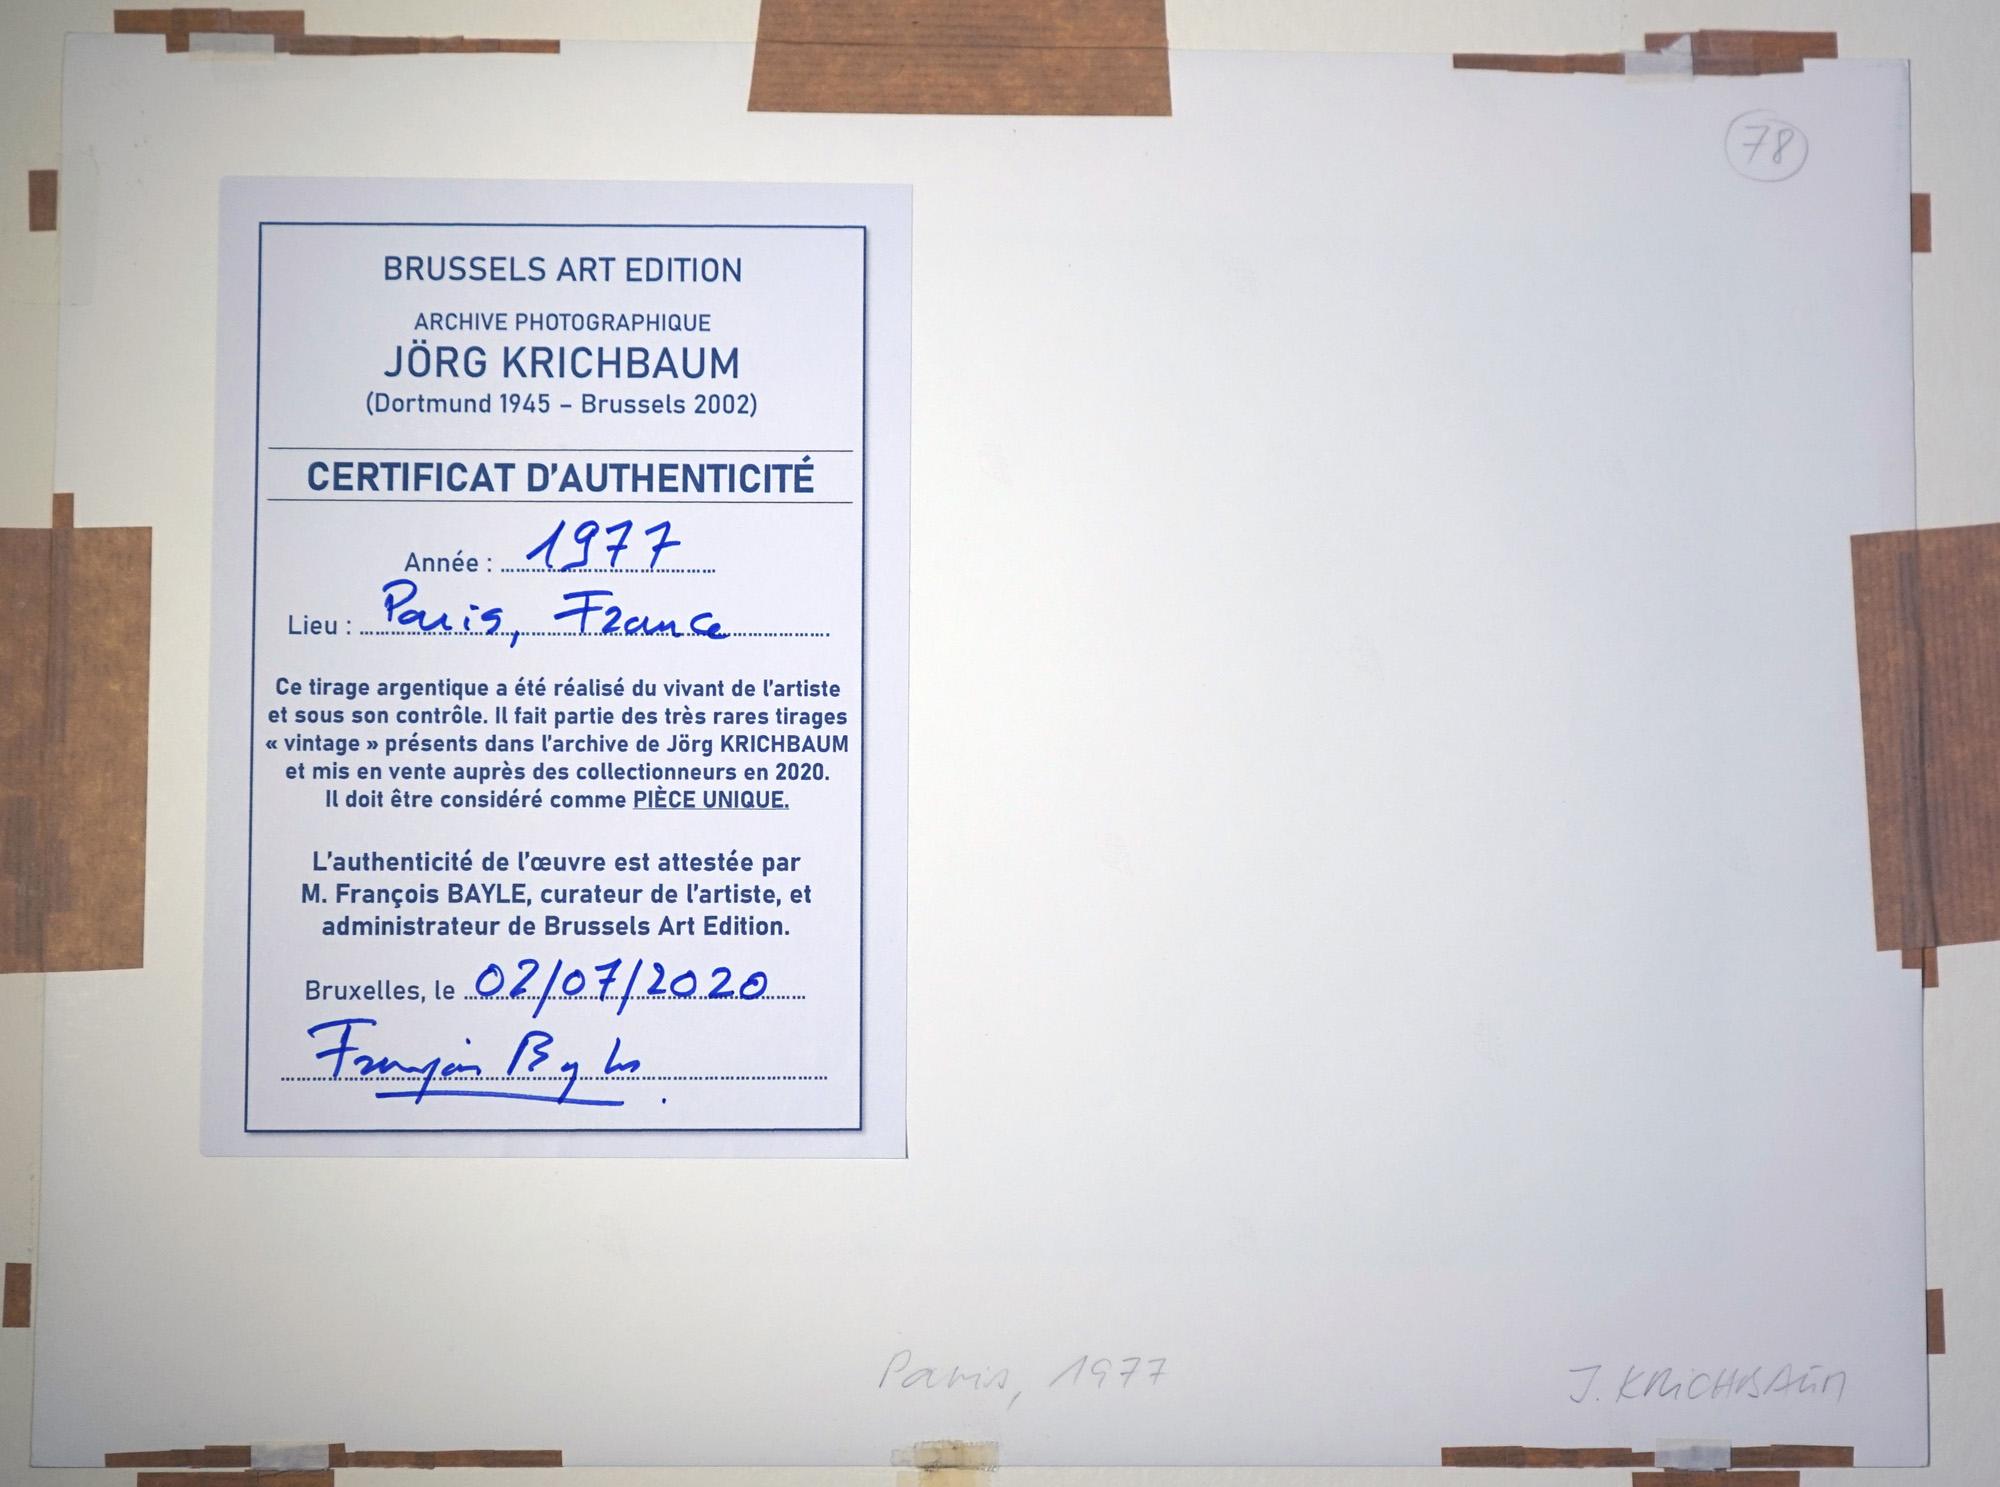 78
BRUSSELS ART EDITION
ARCHIVE PHOTOGRAPHIQUE
JÖRG KRICHBAUM
(Dortmund 1945 – Brussels 2002)
CERTIFICAT D'AUTHENTICITÉ
Année : 1977
Lieu : Paris, France
Ce tirage argentique a été réalisé du vivant de l'artiste
et sous son contrôle. Il fait partie des très rares tirages
« vintage » présents dans l'archive de Jörg KRICHBAUM
et mis en vente auprès des collectionneurs en 2020.
Il doit être considéré comme PIÈCE UNIQUE.
L'authenticité de l'œuvre est attestée par
M. François BAYLE, curateur de l'artiste, et
administrateur de Brussels Art Edition.
Bruxelles, le 02/07/2020
François Bayle
Paris, 1977
J. KRICHBAUM